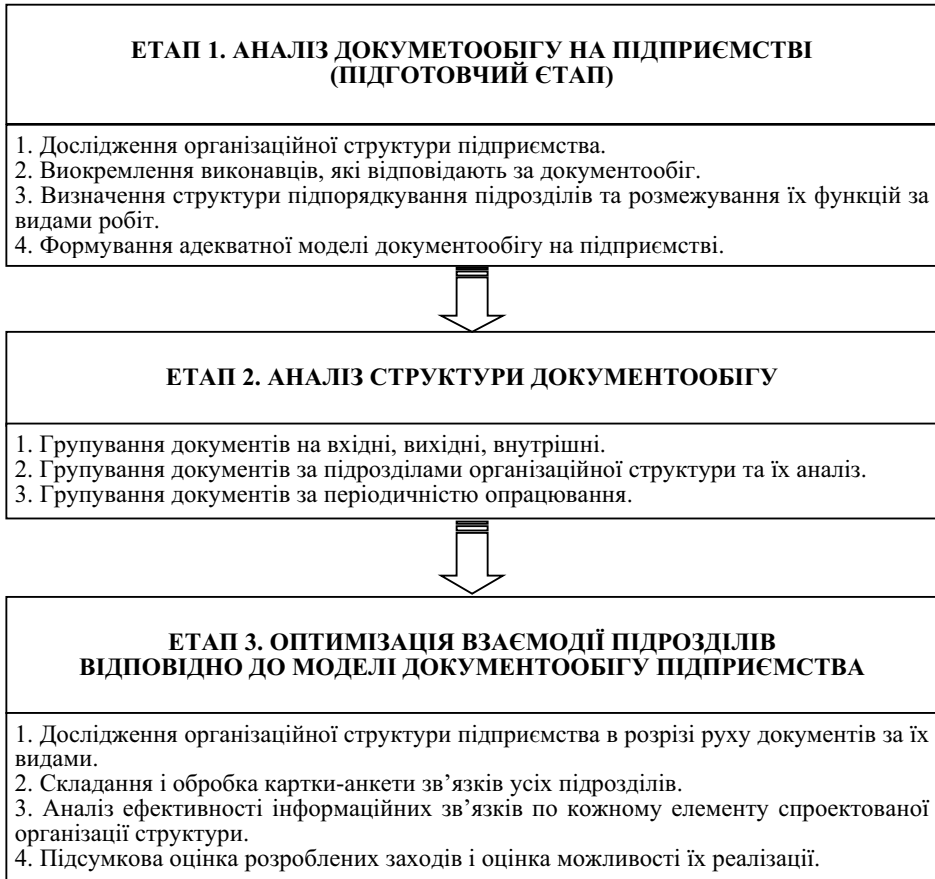 ЕТАП 1. АНАЛІЗ ДОКУМЕТООБІГУ НА ПІДПРИЄМСТВІ
(ПІДГОТОВЧИЙ ЄТАП)
1. Дослідження організаційної структури підприємства.
2. Виокремлення виконавців, які відповідають за документообіг.
3. Визначення структури підпорядкування підрозділів та розмежування їх функцій за
видами робіт.
4. Формування адекватної моделі документообігу на підприємстві.
ЕТАП 2. АНАЛІЗ СТРУКТУРИ ДОКУМЕНТООБІГУ
1. Групування документів на вхідні, вихідні, внутрішні.
2. Групування документів за підрозділами організаційної структури та їх аналіз.
3. Групування документів за періодичністю опрацювання.
ЕТАП 3. ОПТИМІЗАЦІЯ ВЗАЄМОДІЇ ПІДРОЗДІЛІВ
ВІДПОВІДНО ДО МОДЕЛІ ДОКУМЕНТООБІГУ ПІДПРИЄМСТВА
1. Дослідження організаційної структури підприємства в розрізі руху документів за їх
видами.
2. Складання і обробка картки-анкети зв’язків усіх підрозділів.
3. Аналіз ефективності інформаційних зв’язків по кожному елементу спроектованої
організації структури.
4. Підсумкова оцінка розроблених заходів і оцінка можливості їх реалізації.